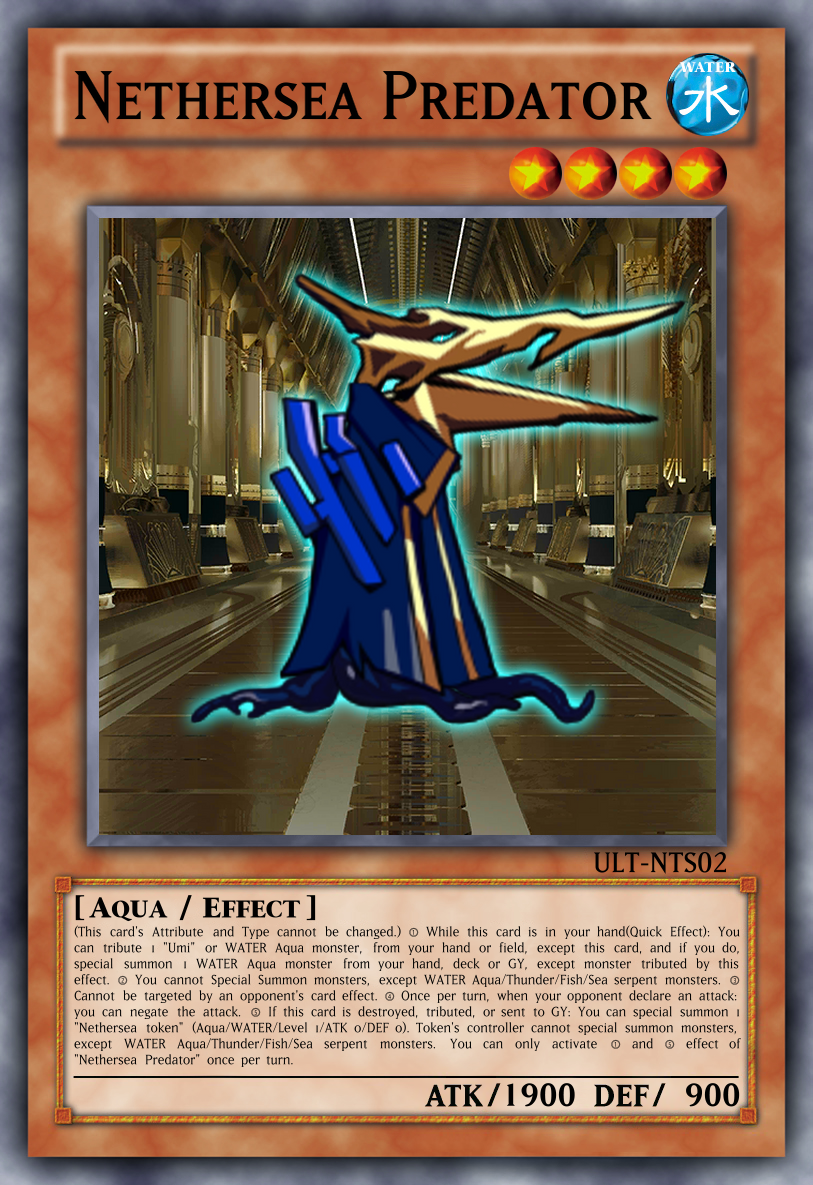 Nethersea Predator
WATER
水
ULT-NTS02
[ Aqua / Effect ]
(This card's Attribute and Type cannot be changed.) ① While this card is in your hand(Quick Effect): You
can tribute 1 "Umi" or WATER Aqua monster, from your hand or field, except this card, and if you do,
special summon 1 WATER Aqua monster from your hand, deck or GY, except monster tributed by this
effect. ② You cannot Special Summon monsters, except WATER Aqua/Thunder/Fish/Sea serpent monsters. ③
Cannot be targeted by an opponent's card effect. ④ Once per turn, when your opponent declare an attack:
you can negate the attack. ⑤ If this card is destroyed, tributed, or sent to GY: You can special summon 1
"Nethersea token" (Aqua/WATER/Level 1/ATK 0/DEF 0). Token's controller cannot special summon monsters,
except WATER Aqua/Thunder/Fish/Sea serpent monsters. You can only activate ① and ⑤ effect of
"Nethersea Predator" once per turn.
ATK/1900 DEF/ 900